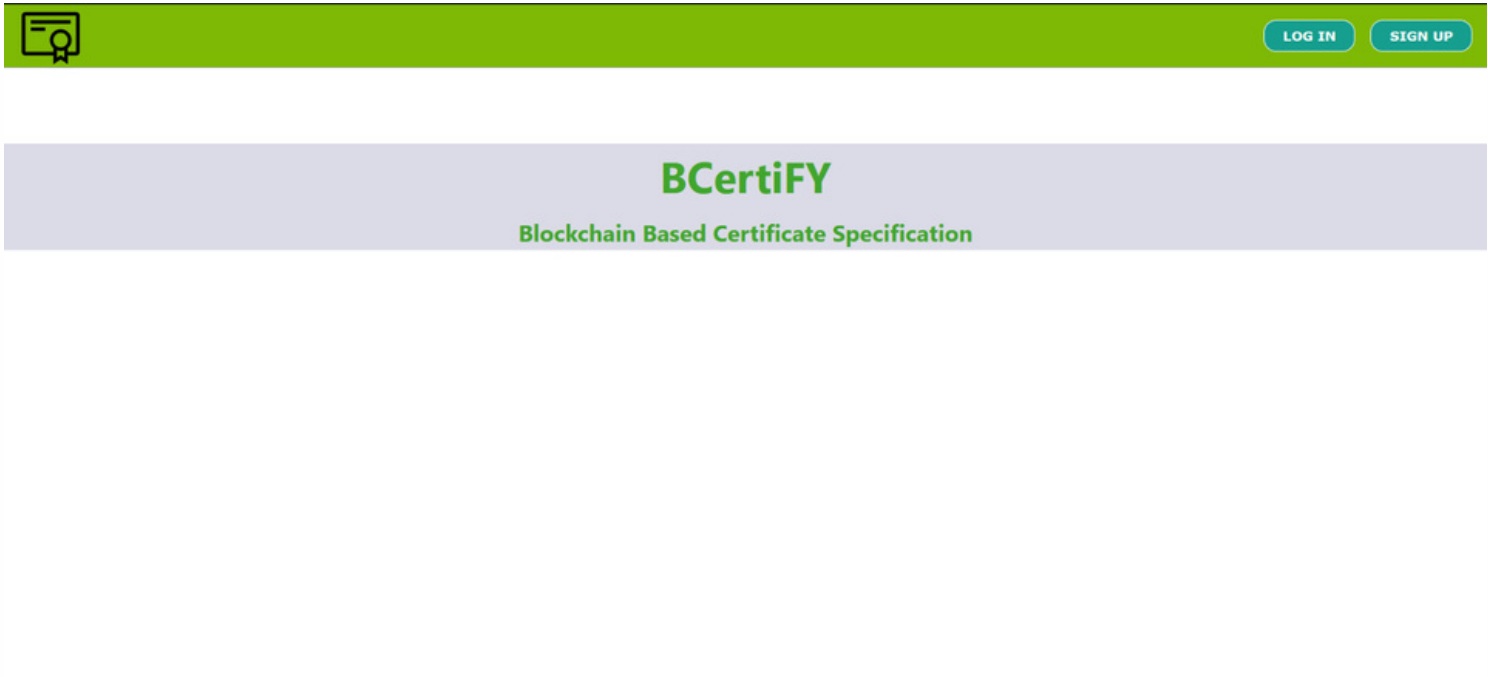 LOG IN SIGN UP
BCertiFY
Blockchain Based Certificate Specification